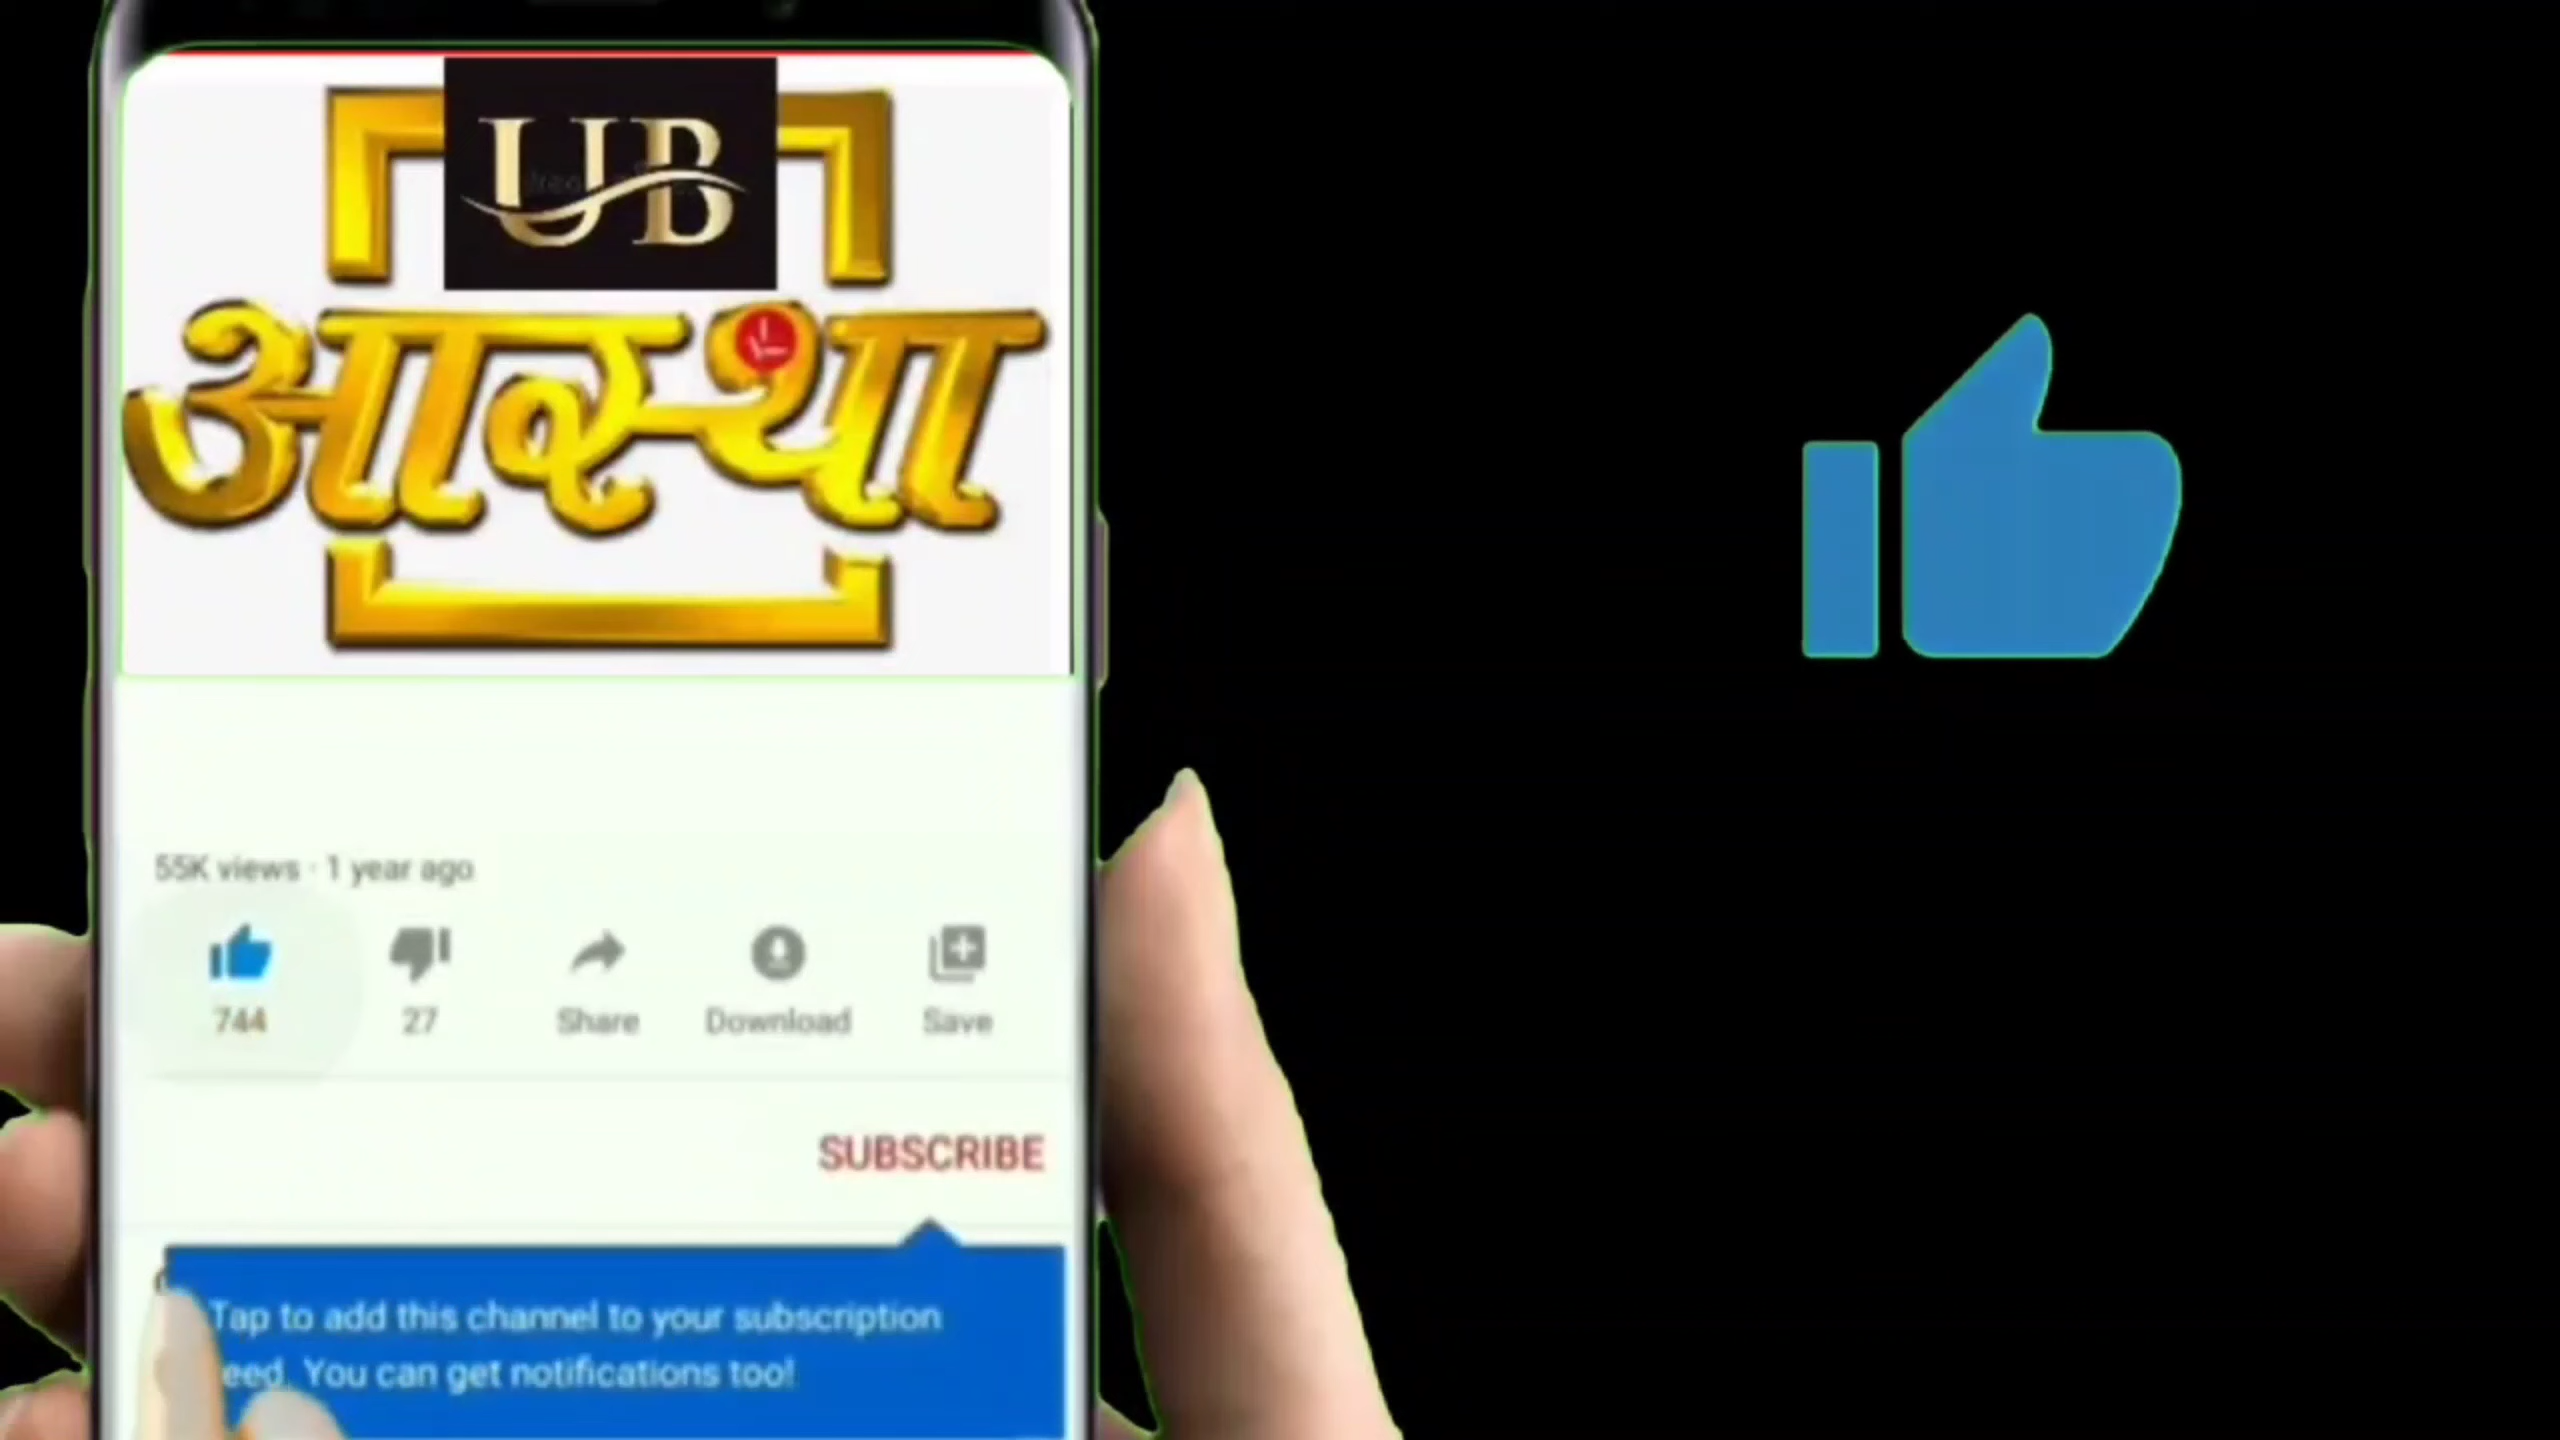 UB
आस्था
55K views · 1 year ago
744
27
Share
Download
Save
SUBSCRIBE
Tap to add this channel to your subscription
You can get notifications too!